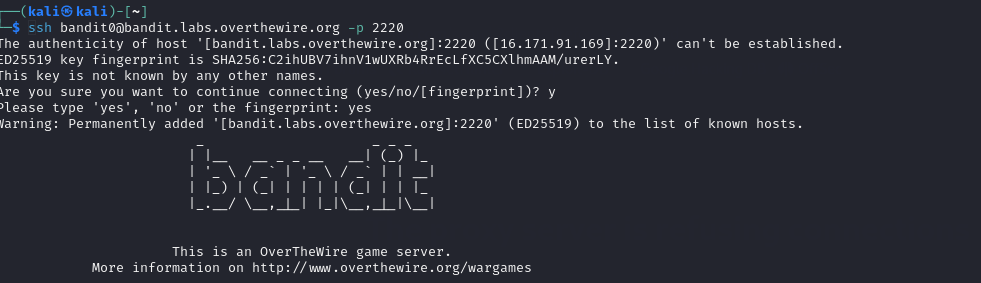 (kali㉿kali)-[~]
$ ssh bandit0@bandit.labs.overthewire.org -p 2220
The authenticity of host '[bandit.labs.overthewire.org]:2220 ([16.171.91.169]:2220)' can't be established.
ED25519 key fingerprint is SHA256:C2ihUBV7ihnV1wUXRb4RrEcLfXC5CXlhmAAM/urerLY.
This key is not known by any other names.
Are you sure you want to continue connecting (yes/no/[fingerprint])? y
Please type 'yes', 'no' or the fingerprint: yes
Warning: Permanently added '[bandit.labs.overthewire.org]:2220' (ED25519) to the list of known hosts.
bandit
This is an OverTheWire game server.
More information on http://www.overthewire.org/wargames